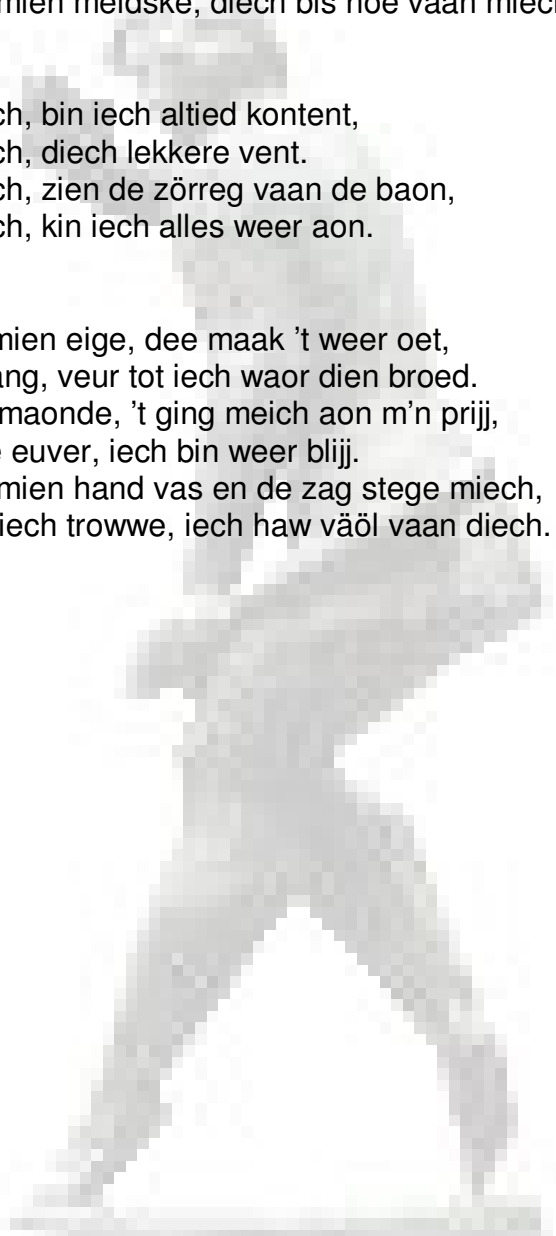 mien meidske, diech bis noe vaan miech
ch, bin iech altied kontent,
ch, diech lekkere vent.
ch, zien de zörreg vaan de baon,
ch, kin iech alles weer aon.
mien eige, dee maak 't weer oet,
ang, veur tot iech waor dien broed.
maonde, 't ging meich aon m'n prijj,
e euver, iech bin weer blijj.
mien hand vas en de zag stege miech,
iech trowwe, iech haw väöl vaan diech.